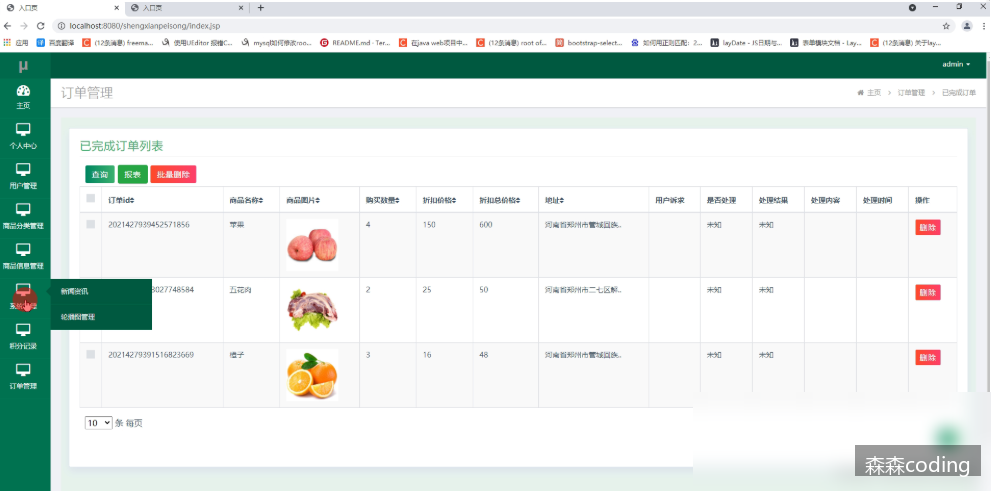 入口页
入口页
localhost:8080/shengxianpeisong/index.jsp
应用
百度翻译
(12条消息) freema...
使用UEditor 报错C...
mysql如何修改roo...
README.md · Ter...
在java web项目中...
(12条消息) root of...
bootstrap-select...
如何用正则匹配：2...
layDate - JS日期与...
表单模块文档 - Lay...
(12条消息) 关于lay...
μ
admin
主页
个人中心
用户管理
商品分类管理
商品信息管理
积分记录
订单管理
新闻资讯
轮播图管理
订单管理
主页 > 订单管理 > 已完成订单
已完成订单列表
查询 报表 批量删除
订单id 商品名称 商品图片 购买数量 折扣价格 折扣总价格 地址 用户诉求 是否处理 处理结果 处理内容 处理时间 操作
2021427939452571856 苹果 4 150 600 河南省郑州市管城回族.. 未知 未知 删除
3027748584 五花肉 2 25 50 河南省郑州市二七区解.. 未知 未知 删除
20214279391516823669 橙子 3 16 48 河南省郑州市管城回族.. 未知 未知 删除
10 条 每页
森森coding